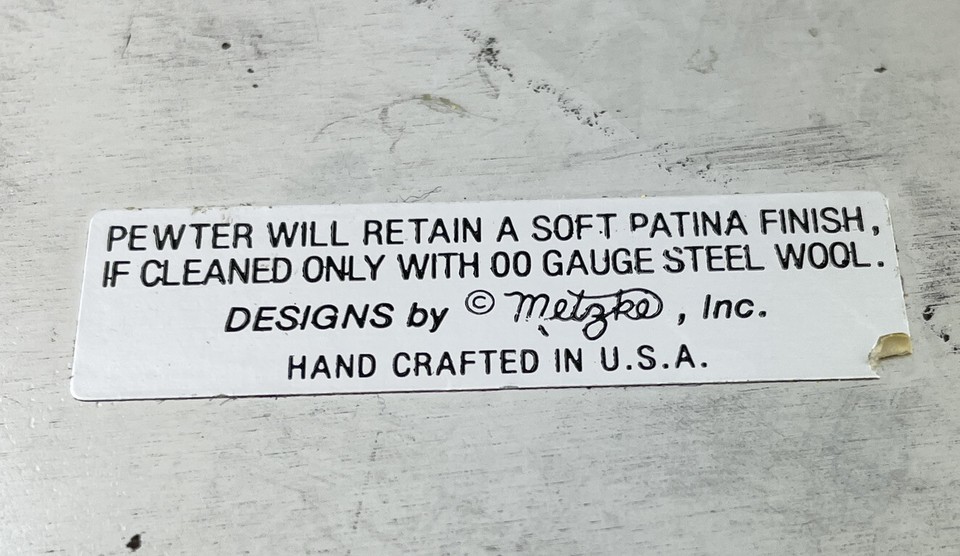 PEWTER WILL RETAIN A SOFT PATINA FINISH,
IF CLEANED ONLY WITH 00 GAUGE STEEL WOOL.
DESIGNS by © Metzke, Inc.
HAND CRAFTED IN U.S.A.